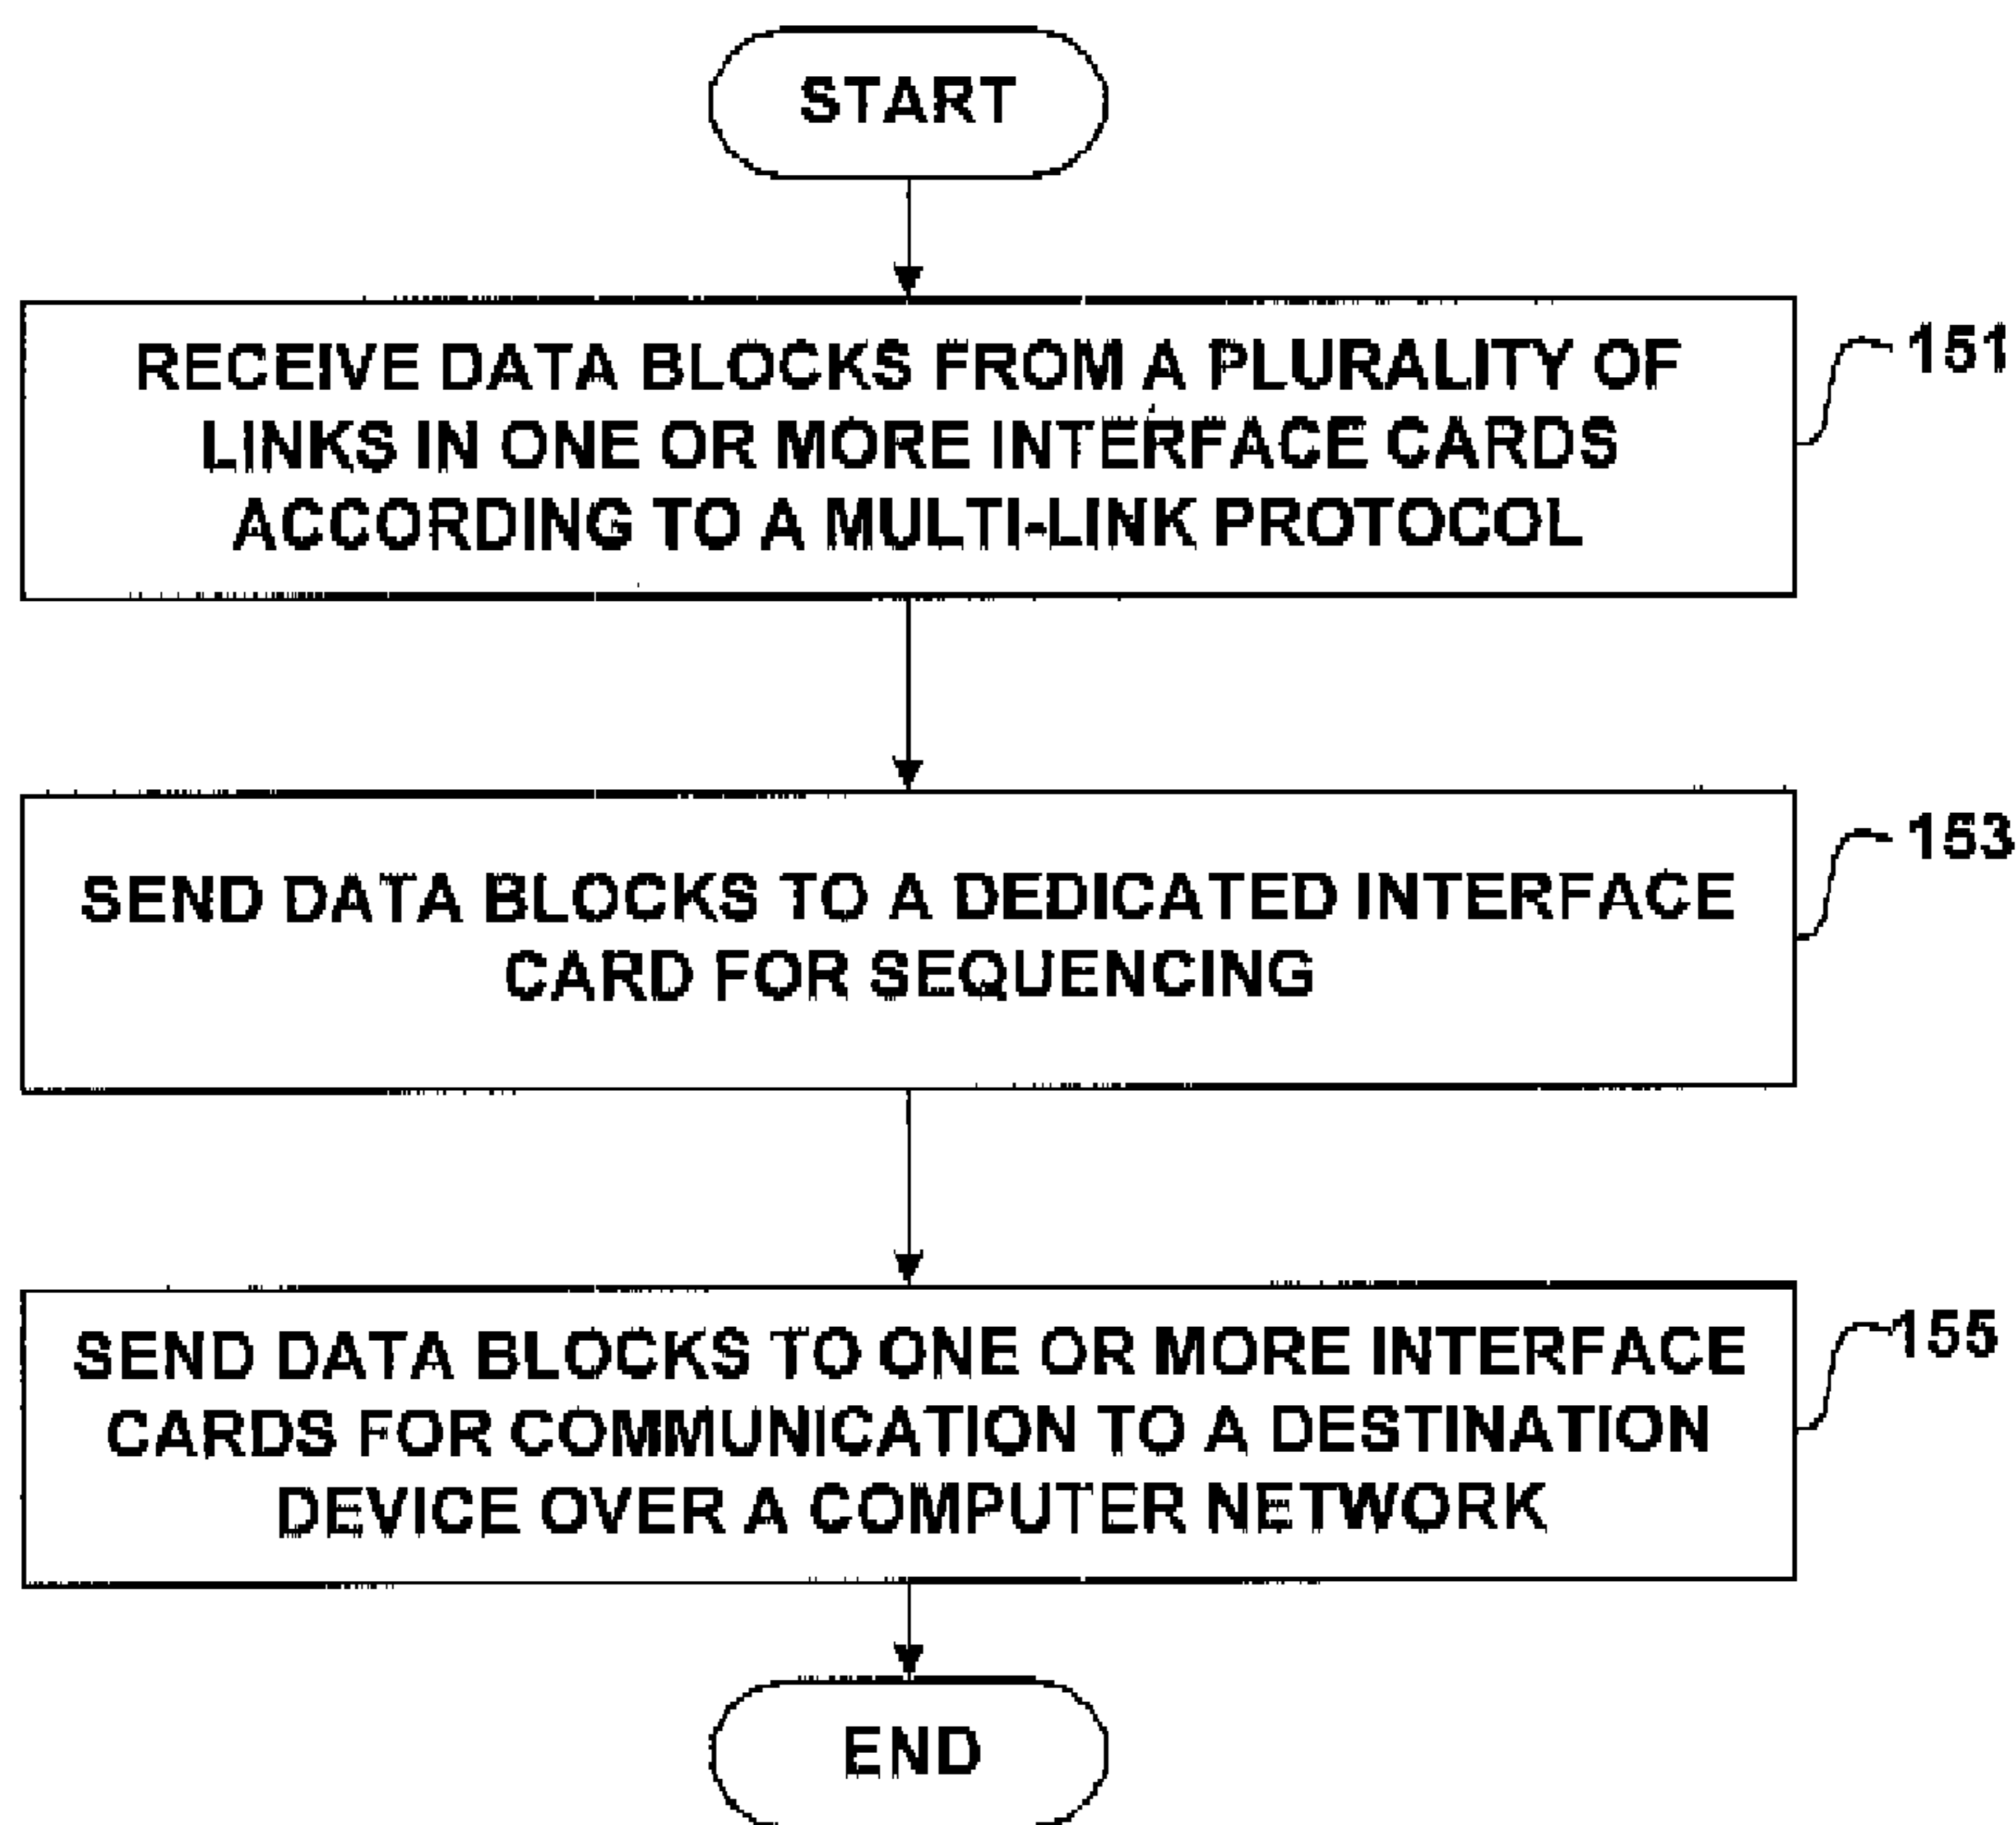 START
RECEIVE DATA BLOCKS FROM A PLURALITY OF
LINKS IN ONE OR MORE INTERFACE CARDS
ACCORDING TO A MULTI-LINK PROTOCOL
151
SEND DATA BLOCKS TO A DEDICATED INTERFACE
CARD FOR SEQUENCING
153
SEND DATA BLOCKS TO ONE OR MORE INTERFACE
CARDS FOR COMMUNICATION TO A DESTINATION
DEVICE OVER A COMPUTER NETWORK
155
END